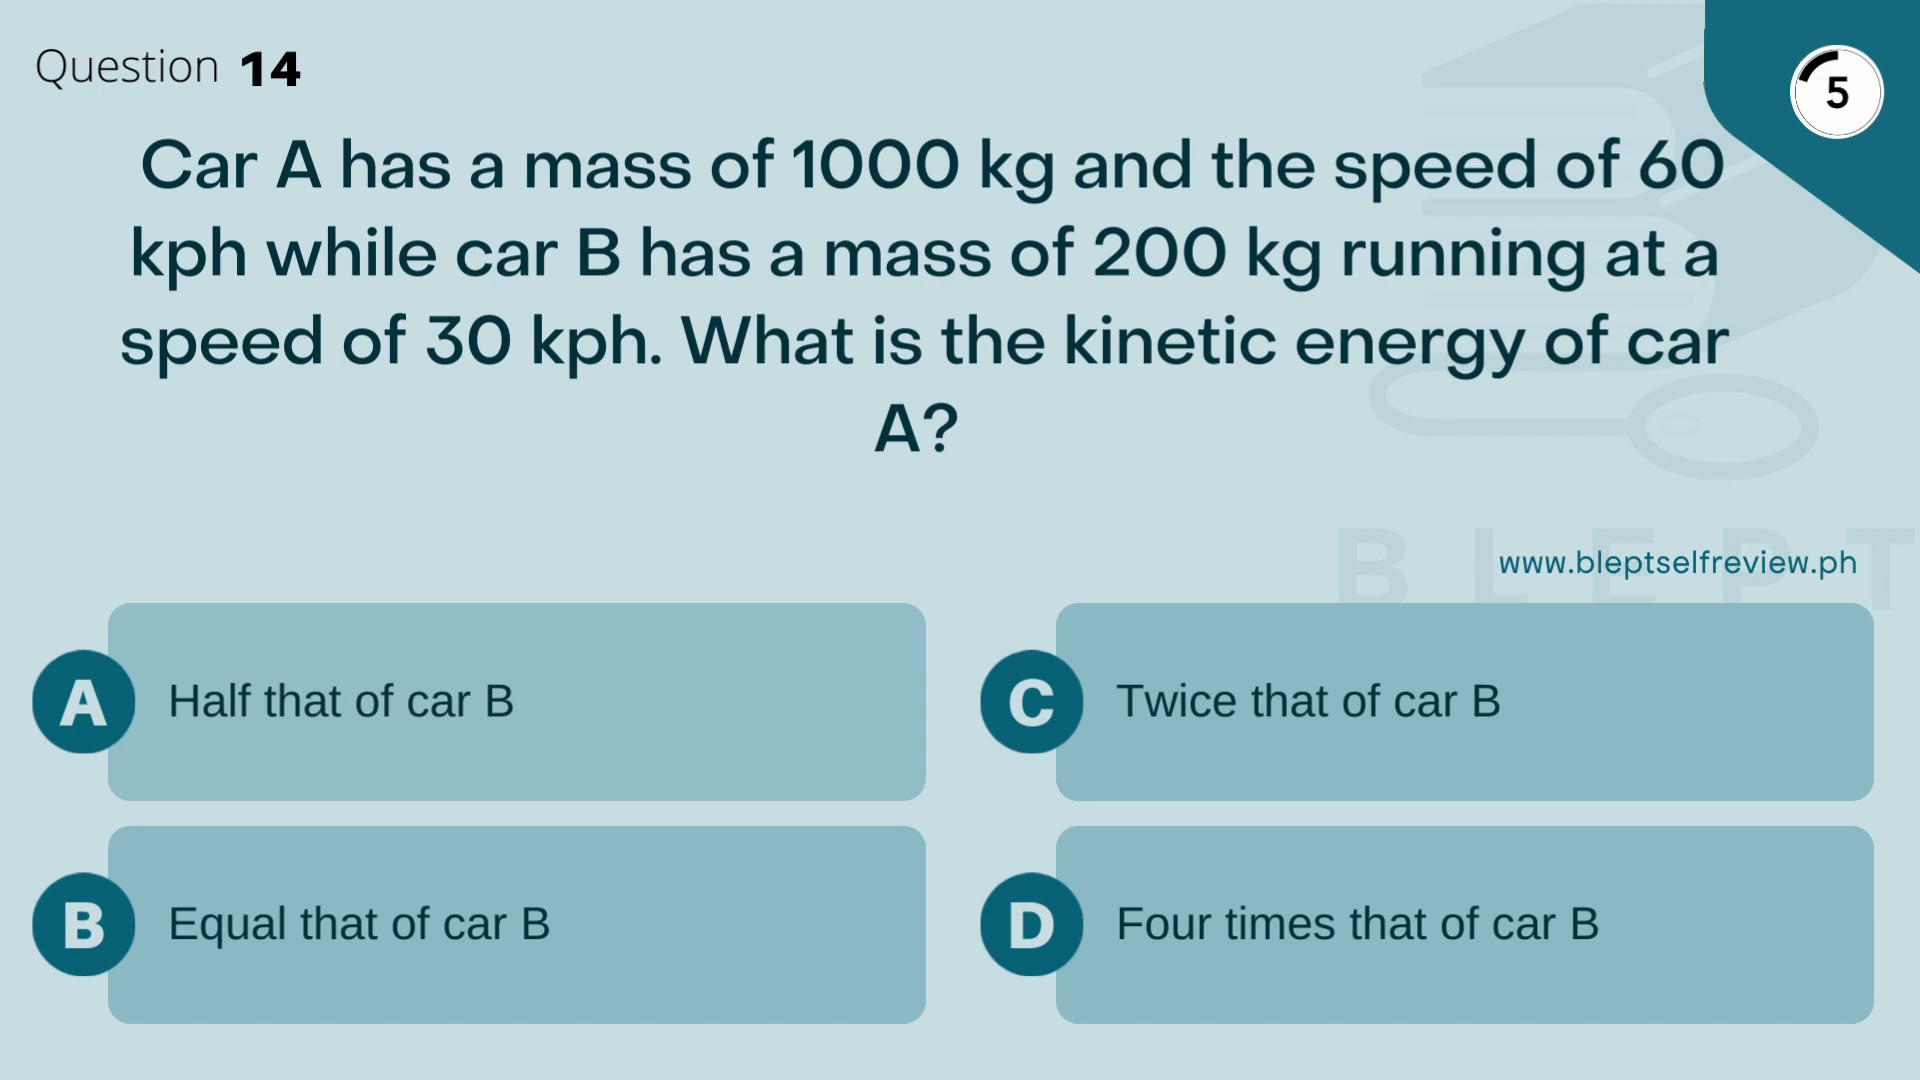 Question 14
5
Car A has a mass of 1000 kg and the speed of 60
kph while car B has a mass of 200 kg running at a
speed of 30 kph. What is the kinetic energy of car
A?
BLEPT
www.bleptselfreview.ph
A Half that of car B
C Twice that of car B
B Equal that of car B
D Four times that of car B